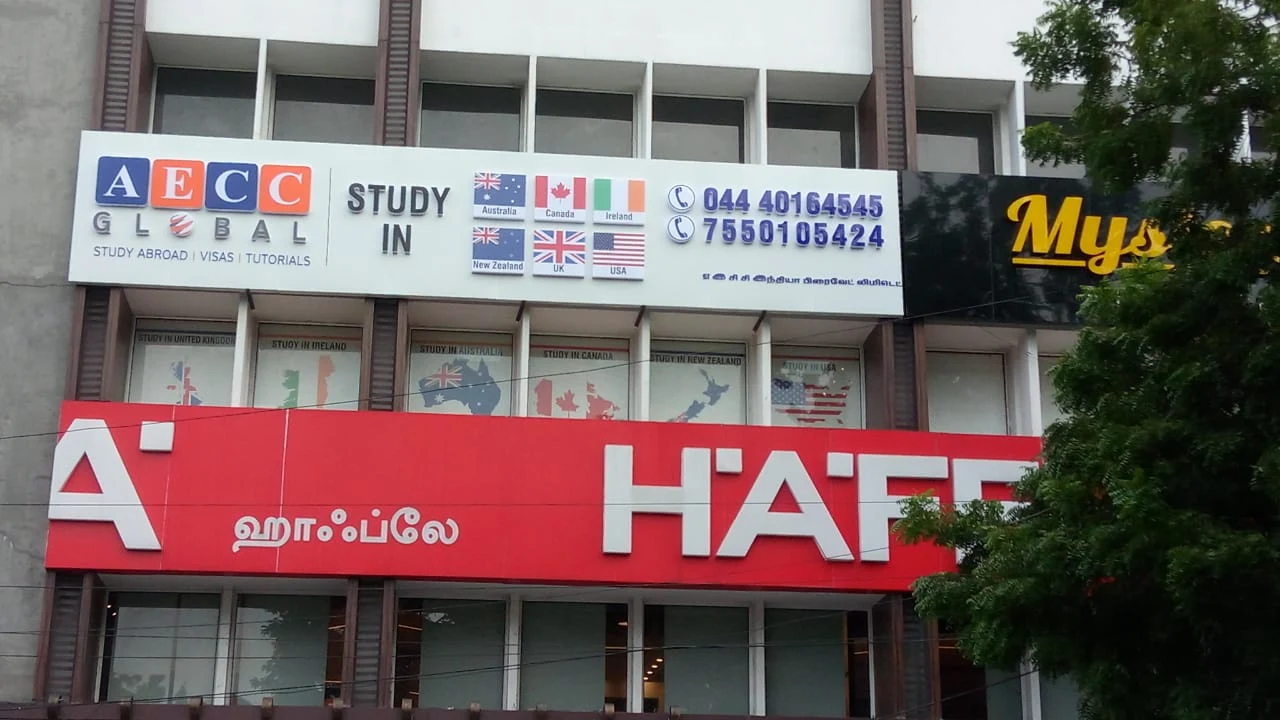 AECC
GLOBAL
STUDY ABROAD | VISAS | TUTORIALS
STUDY
IN
Australia
Canada
Ireland
New Zealand
UK
USA
044 40164545
7550105424
ஏ இ சி சி இந்தியா பிரைவேட் லிமிடெட்
STUDY IN UNITED KINGDOM
STUDY IN IRELAND
STUDY IN AUSTRALIA
STUDY IN CANADA
STUDY IN NEW ZEALAND
STUDY IN USA
ஹாஃப்லே